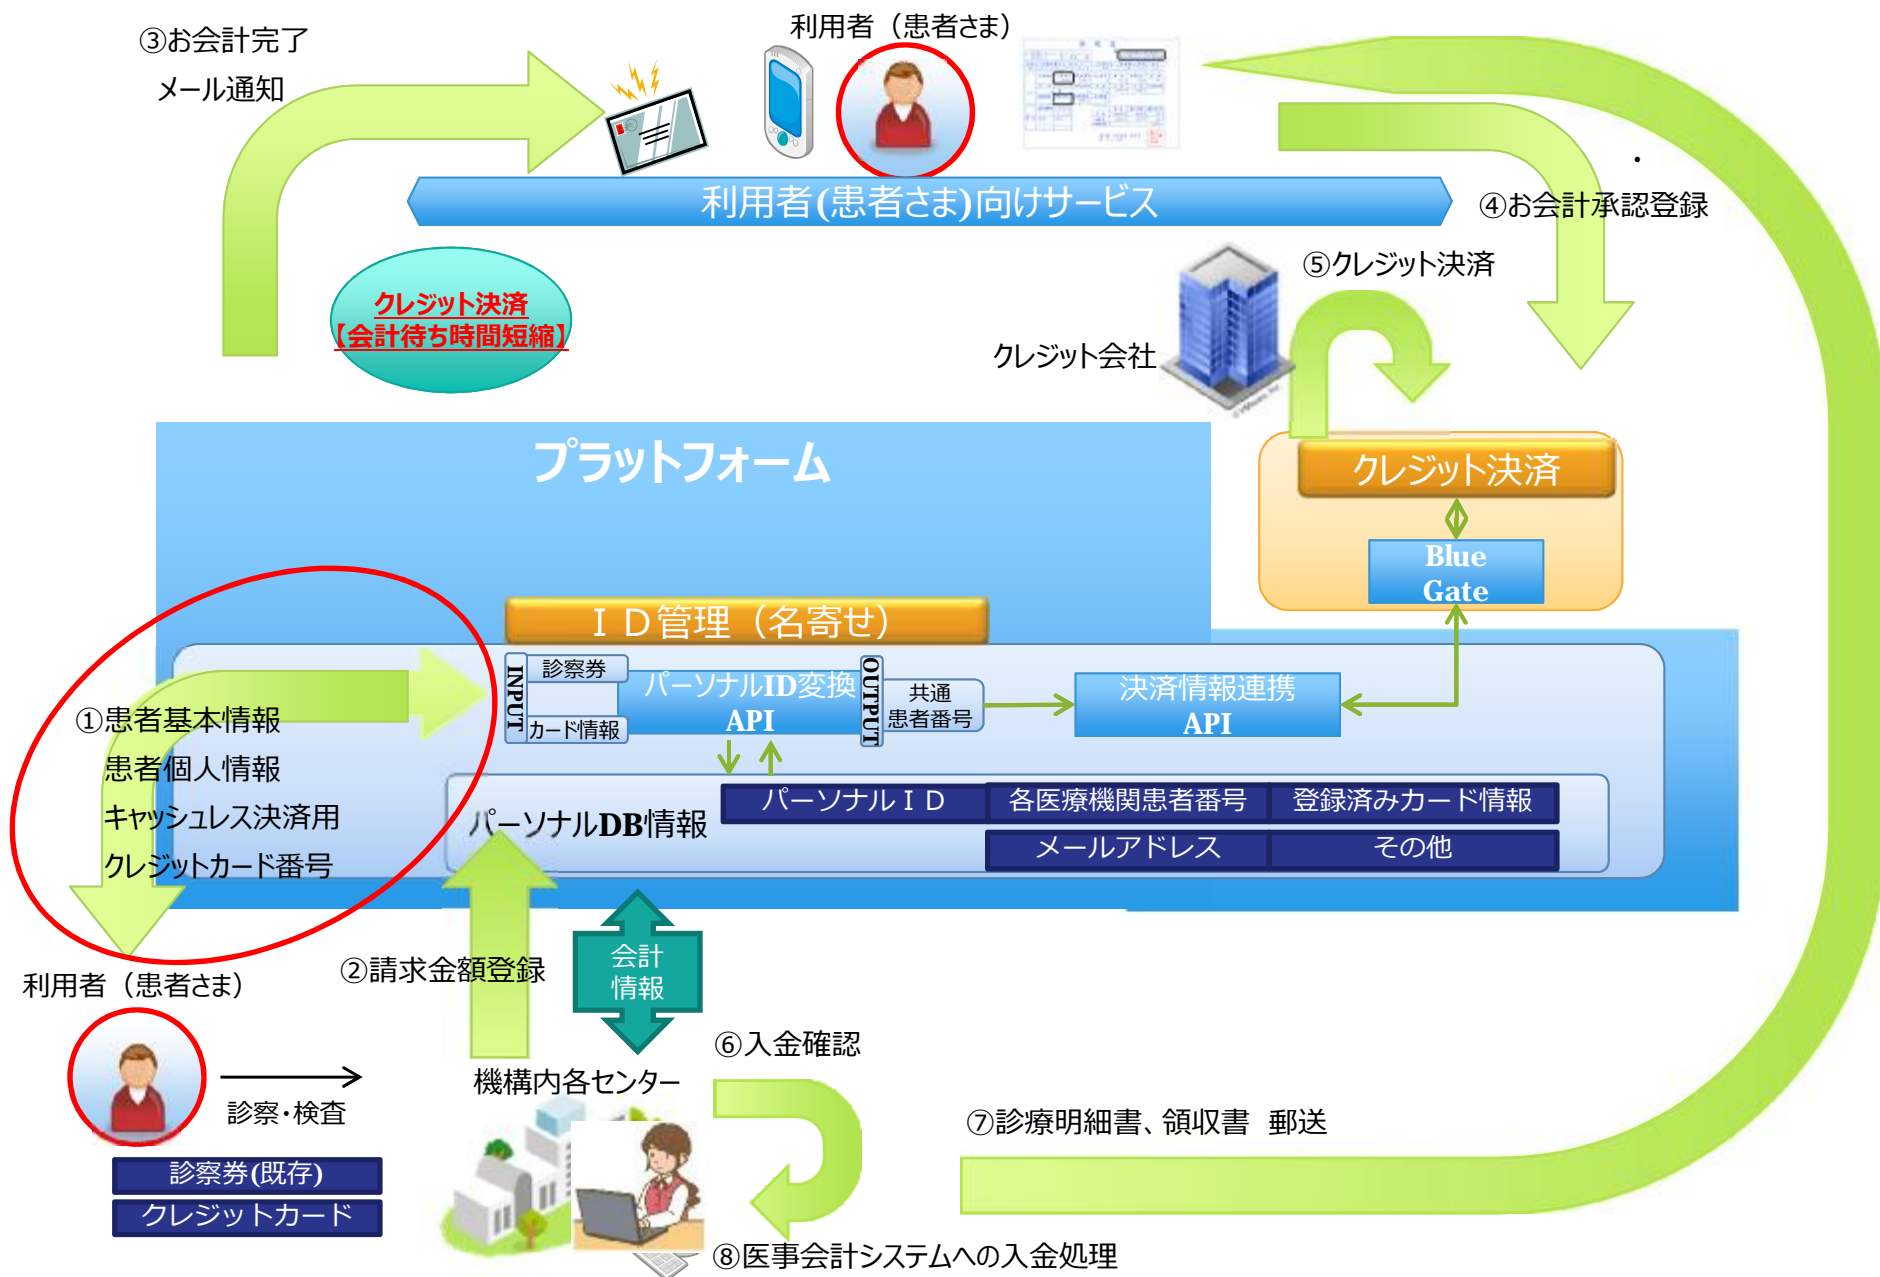 ③お会計完了
メール通知
利用者（患者さま）
利用者(患者さま)向けサービス
④お会計承認登録
クレジット決済
【会計待ち時間短縮】
⑤クレジット決済
クレジット会社
プラットフォーム
クレジット決済
Blue
Gate
ＩＤ管理（名寄せ）
INPUT
診察券
カード情報
パーソナルID変換
API
OUTPUT
共通
患者番号
決済情報連携
API
①患者基本情報
患者個人情報
キャッシュレス決済用
クレジットカード番号
パーソナルDB情報
パーソナルＩＤ
各医療機関患者番号
登録済みカード情報
メールアドレス
その他
②請求金額登録
会計
情報
利用者（患者さま）
診察・検査
診察券(既存)
クレジットカード
機構内各センター
⑥入金確認
⑦診療明細書、領収書　郵送
⑧医事会計システムへの入金処理